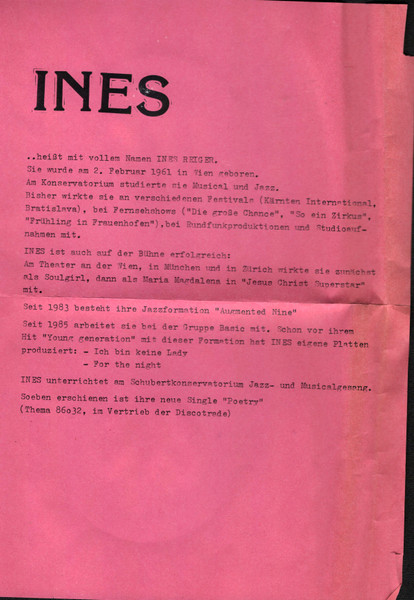 INES
..heißt mit vollem Namen INES REIGER.
Sie wurde am 2. Februar 1961 in Wien geboren.
Am Konservatorium studierte sie Musical und Jazz.
Bisher wirkte sie an verschiedenen Festivals (Kärnten International,
Bratislava), bei Fernsehshows ("Die große Chance", "So ein Zirkus",
"Frühling in Frauenhofen"),bei Rundfunkproduktionen und Studioauf-
nahmen mit.
INES ist auch auf der Bühne erfolgreich:
Am Theater an der Wien, in München und in Zürich wirkte sie zunächst
als Soulgirl, dann als Maria Magdalena in "Jesus Christ Superstar"
mit.
Seit 1983 besteht ihre Jazzformation "Augmented Nine"
Seit 1985 arbeitet sie bei der Gruppe Basic mit. Schon vor ihrem
Hit "Young generation" mit dieser Formation hat INES eigene Platten
produziert: - Ich bin keine Lady
- For the night
INES unterrichtet am Schubertkonservatorium Jazz- und Musicalgesang.
Soeben erschienen ist ihre neue Single "Poetry"
(Thema 86032, im Vertrieb der Discotrade)